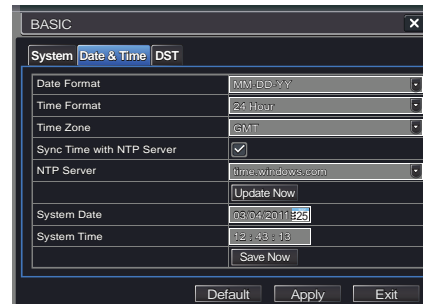 BASIC
System Date & Time DST
Date Format MM-DD-YY
Time Format 24 Hour
Time Zone GMT
Sync Time with NTP Server
NTP Server time.windows.com
Update Now
System Date 03.04.2011
System Time 12 : 43 : 13
Save Now
Default Apply Exit